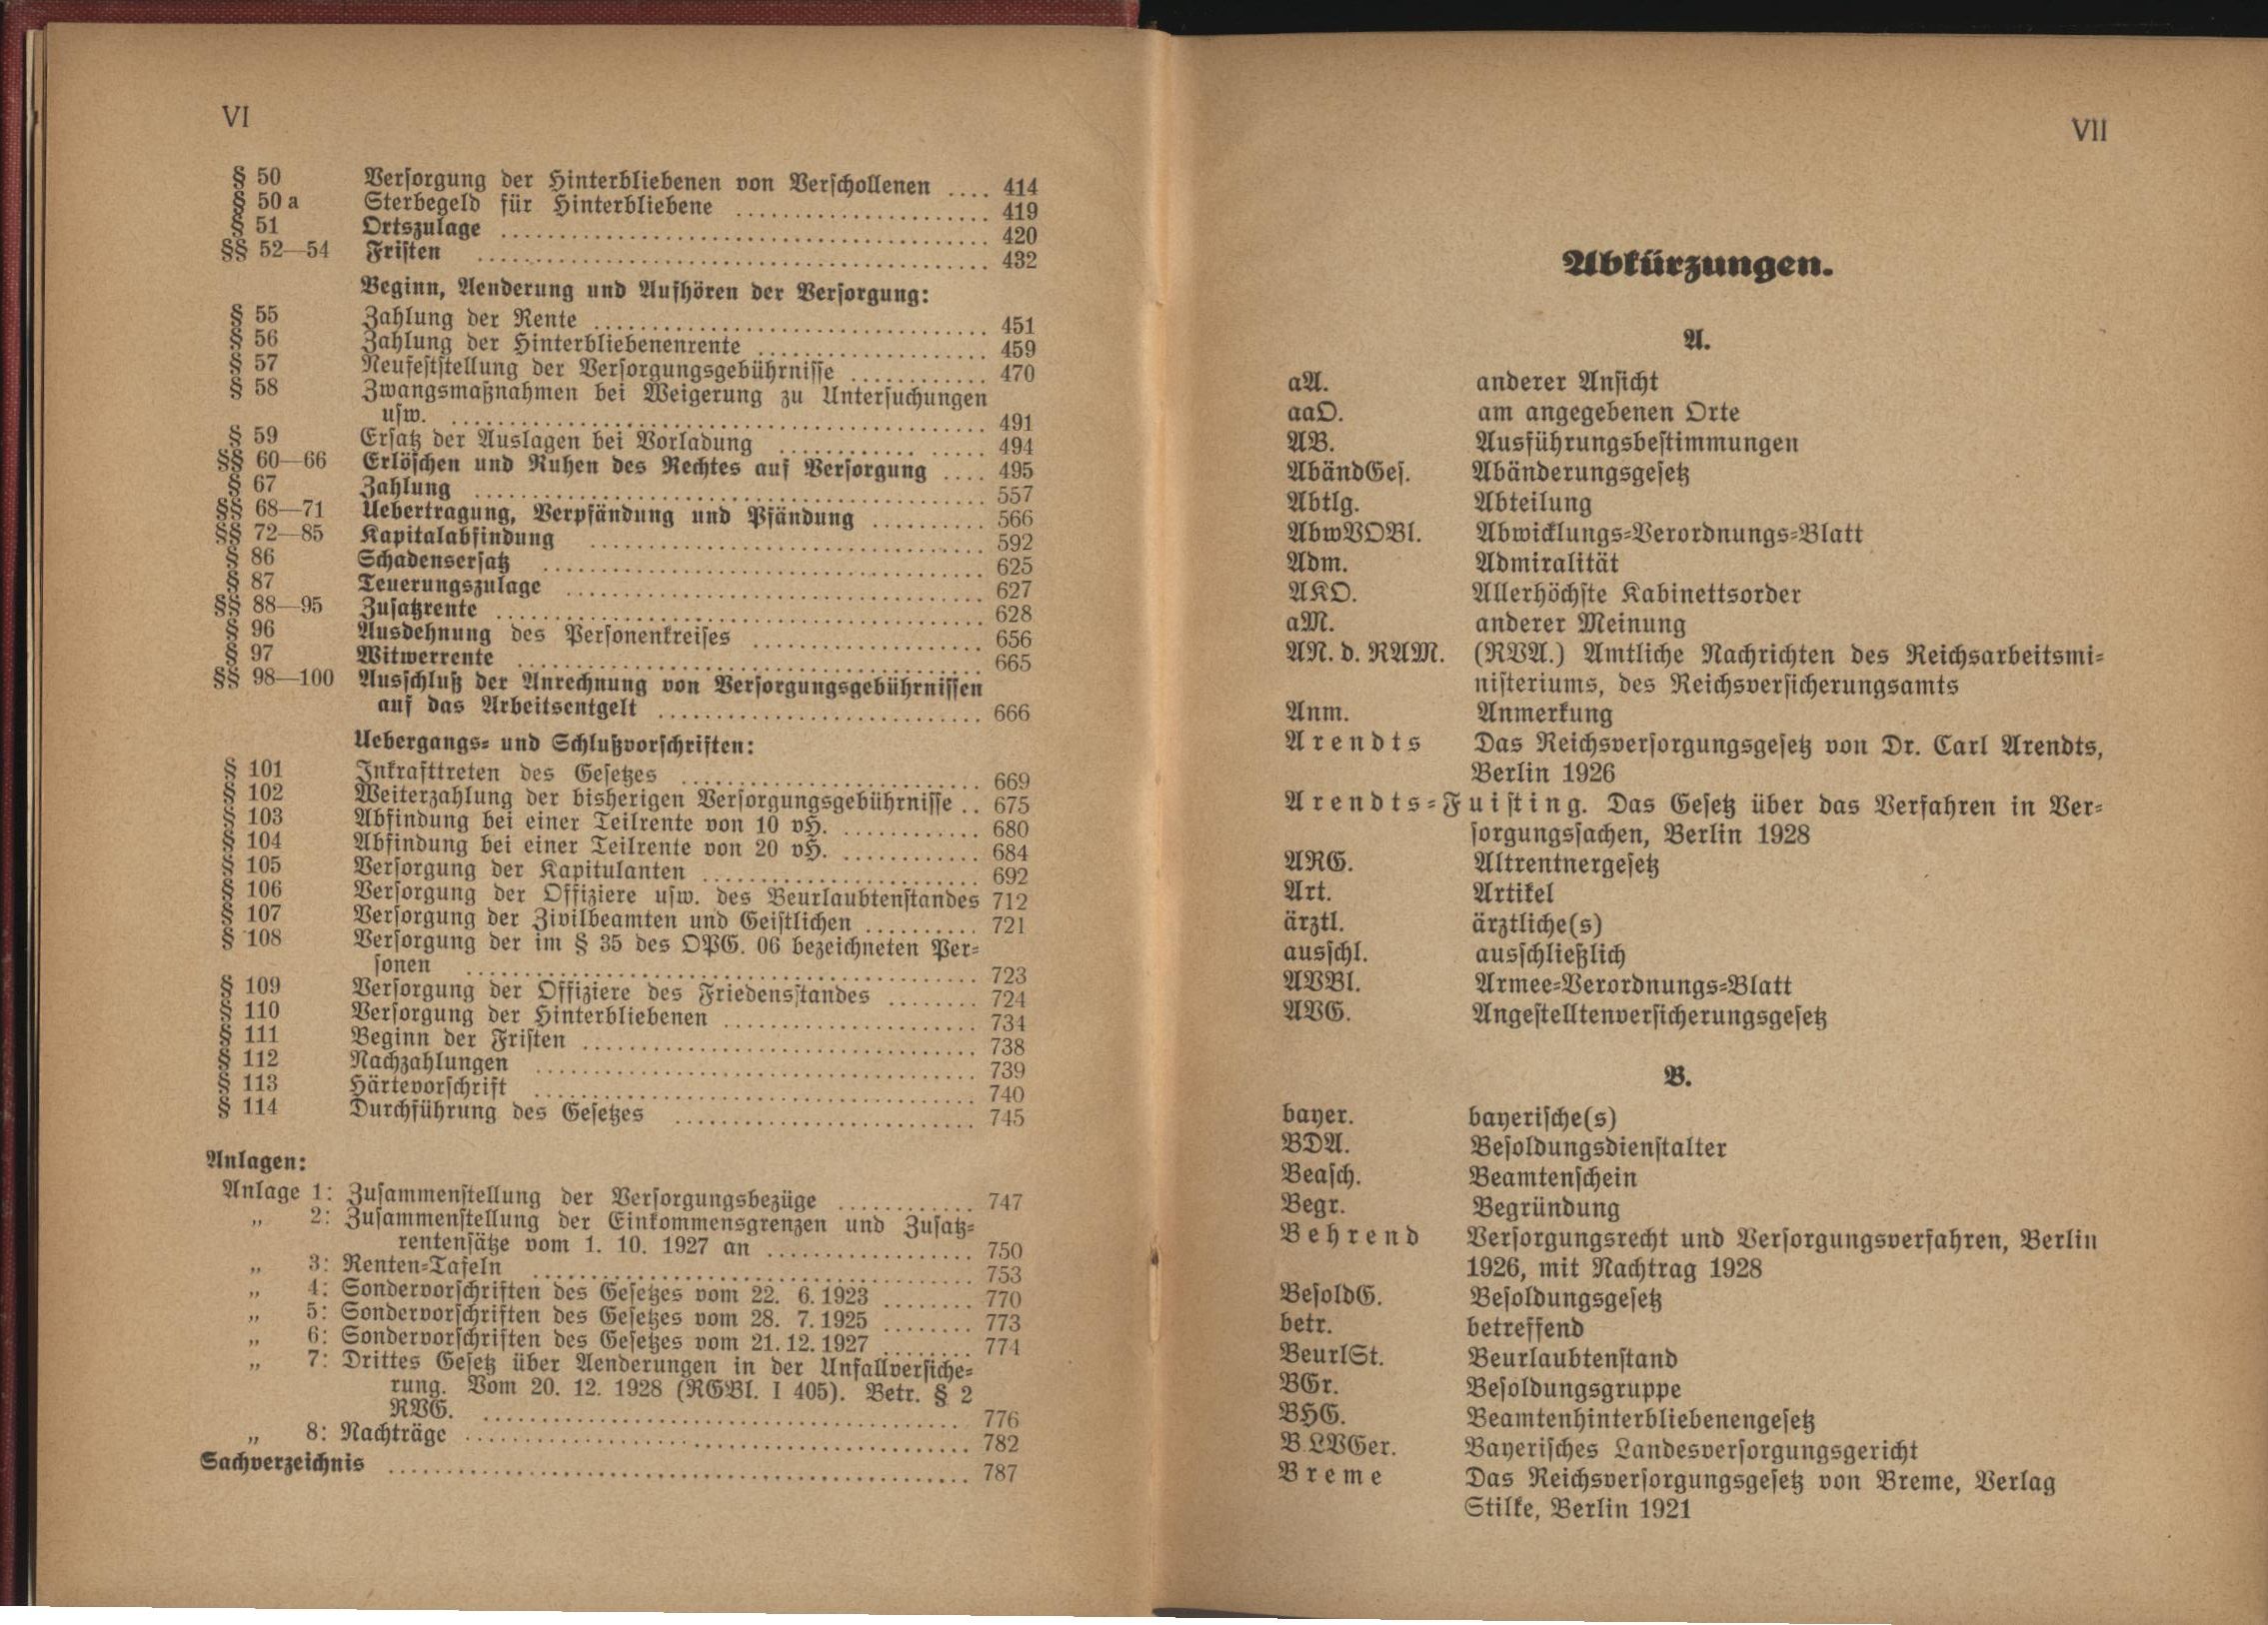 VI
§ 50 Versorgung der Hinterbliebenen von Verschollenen .... 414
§ 50 a Sterbegeld für Hinterbliebene ...................... 419
§ 51 Ortszulage .......................................... 420
§§ 52—54 Fristen ............................................ 432
Beginn, Aenderung und Aufhören der Versorgung:
§ 55 Zahlung der Rente .................................. 451
§ 56 Zahlung der Hinterbliebenenrente .................... 459
§ 57 Neufeststellung der Versorgungsgebührnisse ............ 470
§ 58 Zwangsmaßnahmen bei Weigerung zu Untersuchungen
usw. .............................................. 491
§ 59 Ersatz der Auslagen bei Vorladung .................. 494
§§ 60—66 Erlöschen und Ruhen des Rechtes auf Versorgung .... 495
§ 67 Zahlung ............................................ 557
§§ 68—71 Uebertragung, Verpfändung und Pfändung .......... 566
§§ 72—85 Kapitalabfindung .................................. 592
§ 86 Schadensersatz ...................................... 625
§ 87 Teuerungszulage .................................... 627
§§ 88—95 Zusatzrente .......................................... 628
§ 96 Ausdehnung des Personenkreises .................... 656
§ 97 Witwerrente ........................................ 665
§§ 98—100 Ausschluß der Anrechnung von Versorgungsgebührnissen
auf das Arbeitsentgelt ............................ 666
Uebergangs- und Schlußvorschriften:
§ 101 Inkrafttreten des Gesetzes .......................... 669
§ 102 Weiterzahlung der bisherigen Versorgungsgebührnisse .. 675
§ 103 Abfindung bei einer Teilrente von 10 vH. ............ 680
§ 104 Abfindung bei einer Teilrente von 20 vH. ............ 684
§ 105 Versorgung der Kapitulanten ........................ 692
§ 106 Versorgung der Offiziere usw. des Beurlaubtenstandes 712
§ 107 Versorgung der Zivilbeamten und Geistlichen .......... 721
§ 108 Versorgung der im § 35 des OPG. 06 bezeichneten Per-
sonen ............................................ 723
§ 109 Versorgung der Offiziere des Friedensstandes ........ 724
§ 110 Versorgung der Hinterbliebenen ...................... 734
§ 111 Beginn der Fristen .................................. 738
§ 112 Nachzahlungen ...................................... 739
§ 113 Härtevorschrift ...................................... 740
§ 114 Durchführung des Gesetzes .......................... 745
Anlagen:
Anlage 1: Zusammenstellung der Versorgungsbezüge ............ 747
„ 2: Zusammenstellung der Einkommensgrenzen und Zusatz-
rentensätze vom 1. 10. 1927 an .................. 750
„ 3: Renten-Tafeln ...................................... 753
„ 4: Sondervorschriften des Gesetzes vom 22. 6. 1923 ........ 770
„ 5: Sondervorschriften des Gesetzes vom 28. 7. 1925 ........ 773
„ 6: Sondervorschriften des Gesetzes vom 21. 12. 1927 ........ 774
„ 7: Drittes Gesetz über Aenderungen in der Unfallversiche-
rung. Vom 20. 12. 1928 (RGBl. I 405). Betr. § 2
RVG. .......................................... 776
„ 8: Nachträge ............................................ 782
Sachverzeichnis .................................................. 787
VII
Abkürzungen.
A.
aA. anderer Ansicht
aaO. am angegebenen Orte
AB. Ausführungsbestimmungen
AbändGes. Abänderungsgesetz
Abtlg. Abteilung
AbwVOBl. Abwicklungs-Verordnungs-Blatt
Adm. Admiralität
AKO. Allerhöchste Kabinettsorder
aM. anderer Meinung
AN. d. RAM. (RVA.) Amtliche Nachrichten des Reichsarbeitsmi-
nisteriums, des Reichsversicherungsamts
Anm. Anmerkung
Arendts Das Reichsversorgungsgesetz von Dr. Carl Arendts,
Berlin 1926
Arendts-Fuisting. Das Gesetz über das Verfahren in Ver-
sorgungssachen, Berlin 1928
ARG. Altrentnergesetz
Art. Artikel
ärztl. ärztliche(s)
ausschl. ausschließlich
AVBl. Armee-Verordnungs-Blatt
AVG. Angestelltenversicherungsgesetz
B.
bayer. bayerische(s)
BDA. Besoldungsdienstalter
Beasch. Beamtenschein
Begr. Begründung
Behrend Versorgungsrecht und Versorgungsverfahren, Berlin
1926, mit Nachtrag 1928
BesoldG. Besoldungsgesetz
betr. betreffend
BeurlSt. Beurlaubtenstand
BGr. Besoldungsgruppe
BHG. Beamtenhinterbliebenengesetz
B.LVGer. Bayerisches Landesversorgungsgericht
Breme Das Reichsversorgungsgesetz von Breme, Verlag
Stilke, Berlin 1921